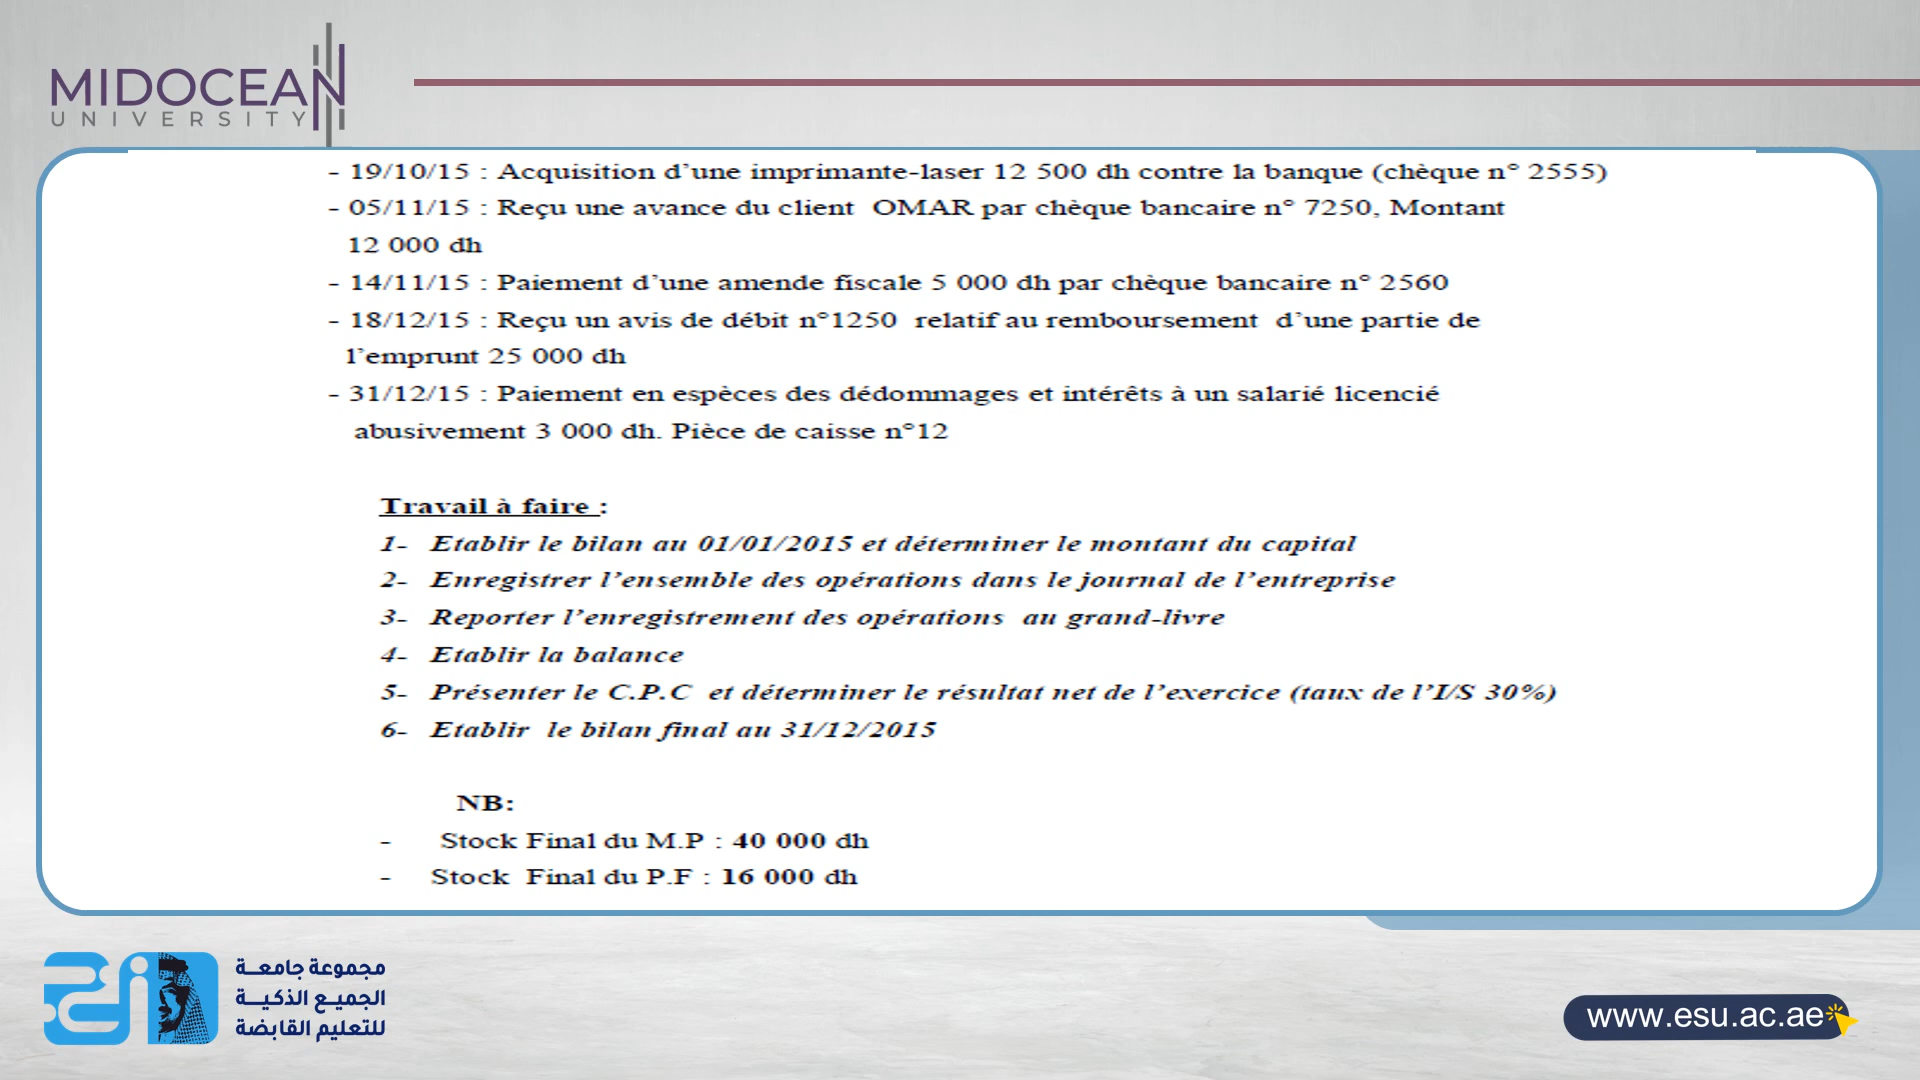 MIDOCEAN
UNIVERSITY
- 19/10/15 : Acquisition d’une imprimante-laser 12 500 dh contre la banque (chèque n° 2555)
- 05/11/15 : Reçu une avance du client OMAR par chèque bancaire n° 7250, Montant
12 000 dh
- 14/11/15 : Paiement d’une amende fiscale 5 000 dh par chèque bancaire n° 2560
- 18/12/15 : Reçu un avis de débit n°1250 relatif au remboursement d’une partie de
l’emprunt 25 000 dh
- 31/12/15 : Paiement en espèces des dédommages et intérêts à un salarié licencié
abusivement 3 000 dh. Pièce de caisse n°12
Travail à faire :
1- Etablir le bilan au 01/01/2015 et déterminer le montant du capital
2- Enregistrer l’ensemble des opérations dans le journal de l’entreprise
3- Reporter l’enregistrement des opérations au grand-livre
4- Etablir la balance
5- Présenter le C.P.C et déterminer le résultat net de l’exercice (taux de l’I/S 30%)
6- Etablir le bilan final au 31/12/2015
NB:
- Stock Final du M.P : 40 000 dh
- Stock Final du P.F : 16 000 dh
مجموعة جامعة
الجميع الذكية
للتعليم القابضة
www.esu.ac.ae